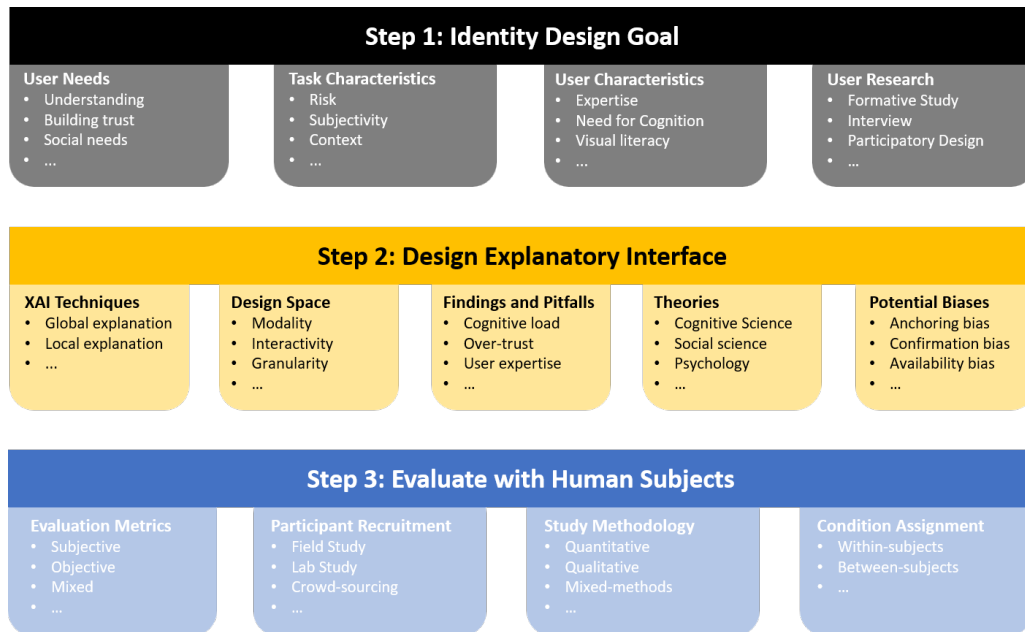 Step 1: Identity Design Goal
User Needs
• Understanding
• Building trust
• Social needs
• ...
Task Characteristics
• Risk
• Subjectivity
• Context
• ...
User Characteristics
• Expertise
• Need for Cognition
• Visual literacy
• ...
User Research
• Formative Study
• Interview
• Participatory Design
• ...
Step 2: Design Explanatory Interface
XAI Techniques
• Global explanation
• Local explanation
• ...
Design Space
• Modality
• Interactivity
• Granularity
• ...
Findings and Pitfalls
• Cognitive load
• Over-trust
• User expertise
• ...
Theories
• Cognitive Science
• Social science
• Psychology
• ...
Potential Biases
• Anchoring bias
• Confirmation bias
• Availability bias
• ...
Step 3: Evaluate with Human Subjects
Evaluation Metrics
• Subjective
• Objective
• Mixed
• ...
Participant Recruitment
• Field Study
• Lab Study
• Crowd-sourcing
• ...
Study Methodology
• Quantitative
• Qualitative
• Mixed-methods
• ...
Condition Assignment
• Within-subjects
• Between-subjects
• ...